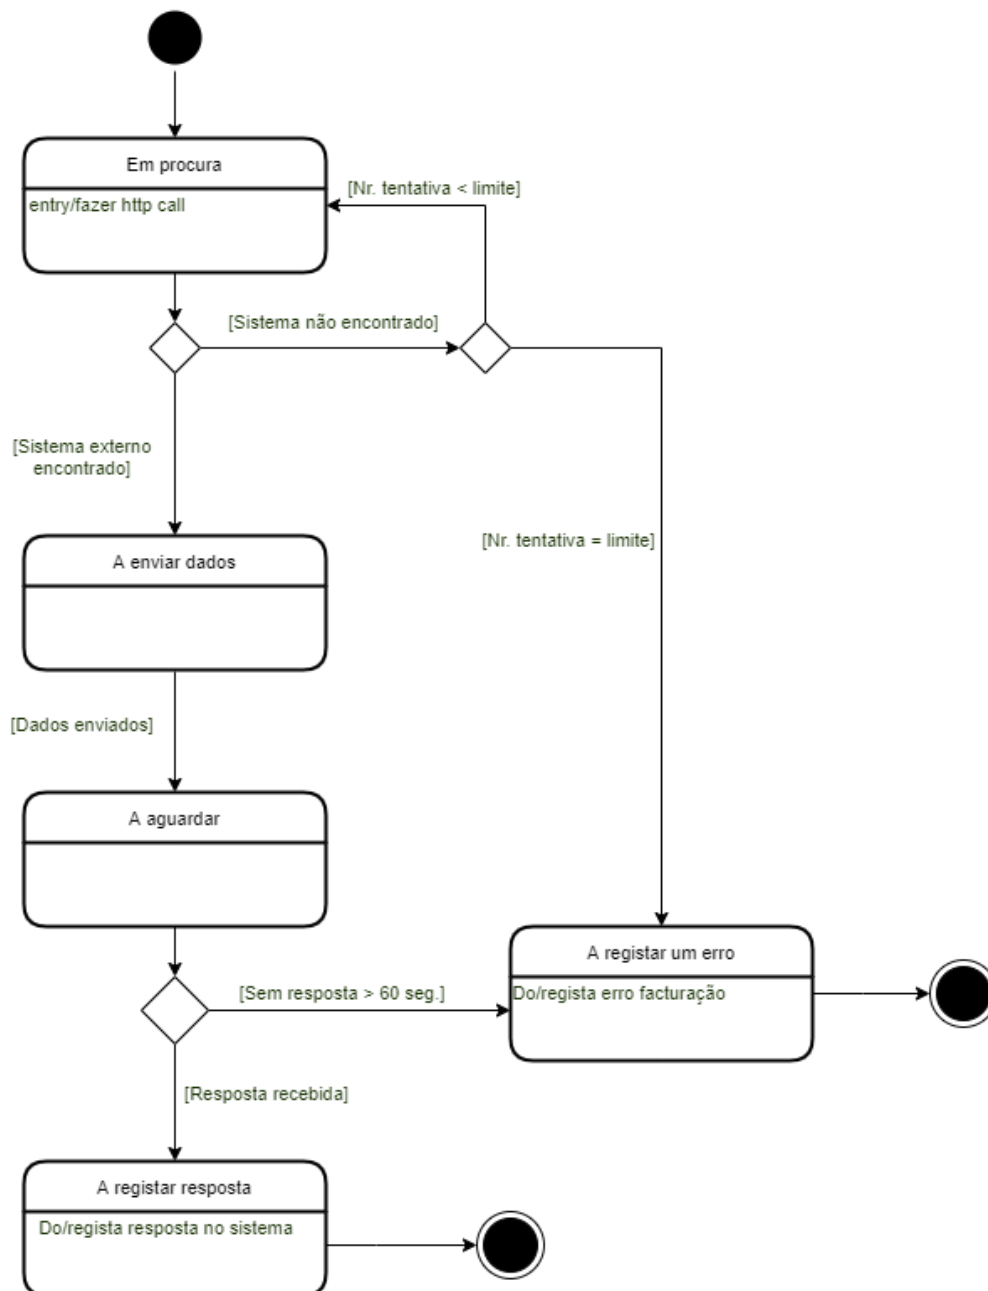 Em procura
[Nr. tentativa < limite]
entry/fazer http call
[Sistema não encontrado]
[Sistema externo
encontrado]
[Nr. tentativa = limite]
A enviar dados
[Dados enviados]
A aguardar
A registar um erro
[Sem resposta > 60 seg.]
Do/regista erro facturação
[Resposta recebida]
A registar resposta
Do/regista resposta no sistema